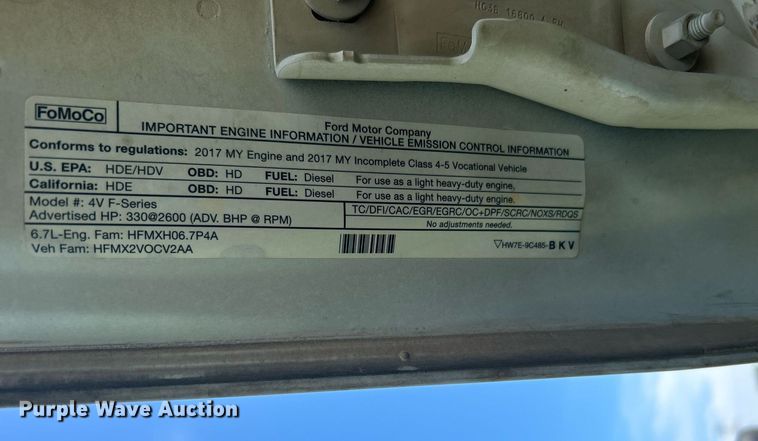 HC3B 16800 A RH
FoMoCo
FoMoCo
Ford Motor Company
IMPORTANT ENGINE INFORMATION / VEHICLE EMISSION CONTROL INFORMATION
Conforms to regulations: 2017 MY Engine and 2017 MY Incomplete Class 4-5 Vocational Vehicle
U.S. EPA: HDE/HDV OBD: HD FUEL: Diesel For use as a light heavy-duty engine.
California: HDE OBD: HD FUEL: Diesel For use as a light heavy-duty engine.
Model #: 4V F-Series
Advertised HP: 330@2600 (ADV. BHP @ RPM) TC/DFI/CAC/EGR/EGRC/OC+DPF/SCRC/NOXS/RDQS
6.7L-Eng. Fam: HFMXH06.7P4A
Veh Fam: HFMX2VOCV2AA HW7E-9C485-BKV
Purple Wave Auction